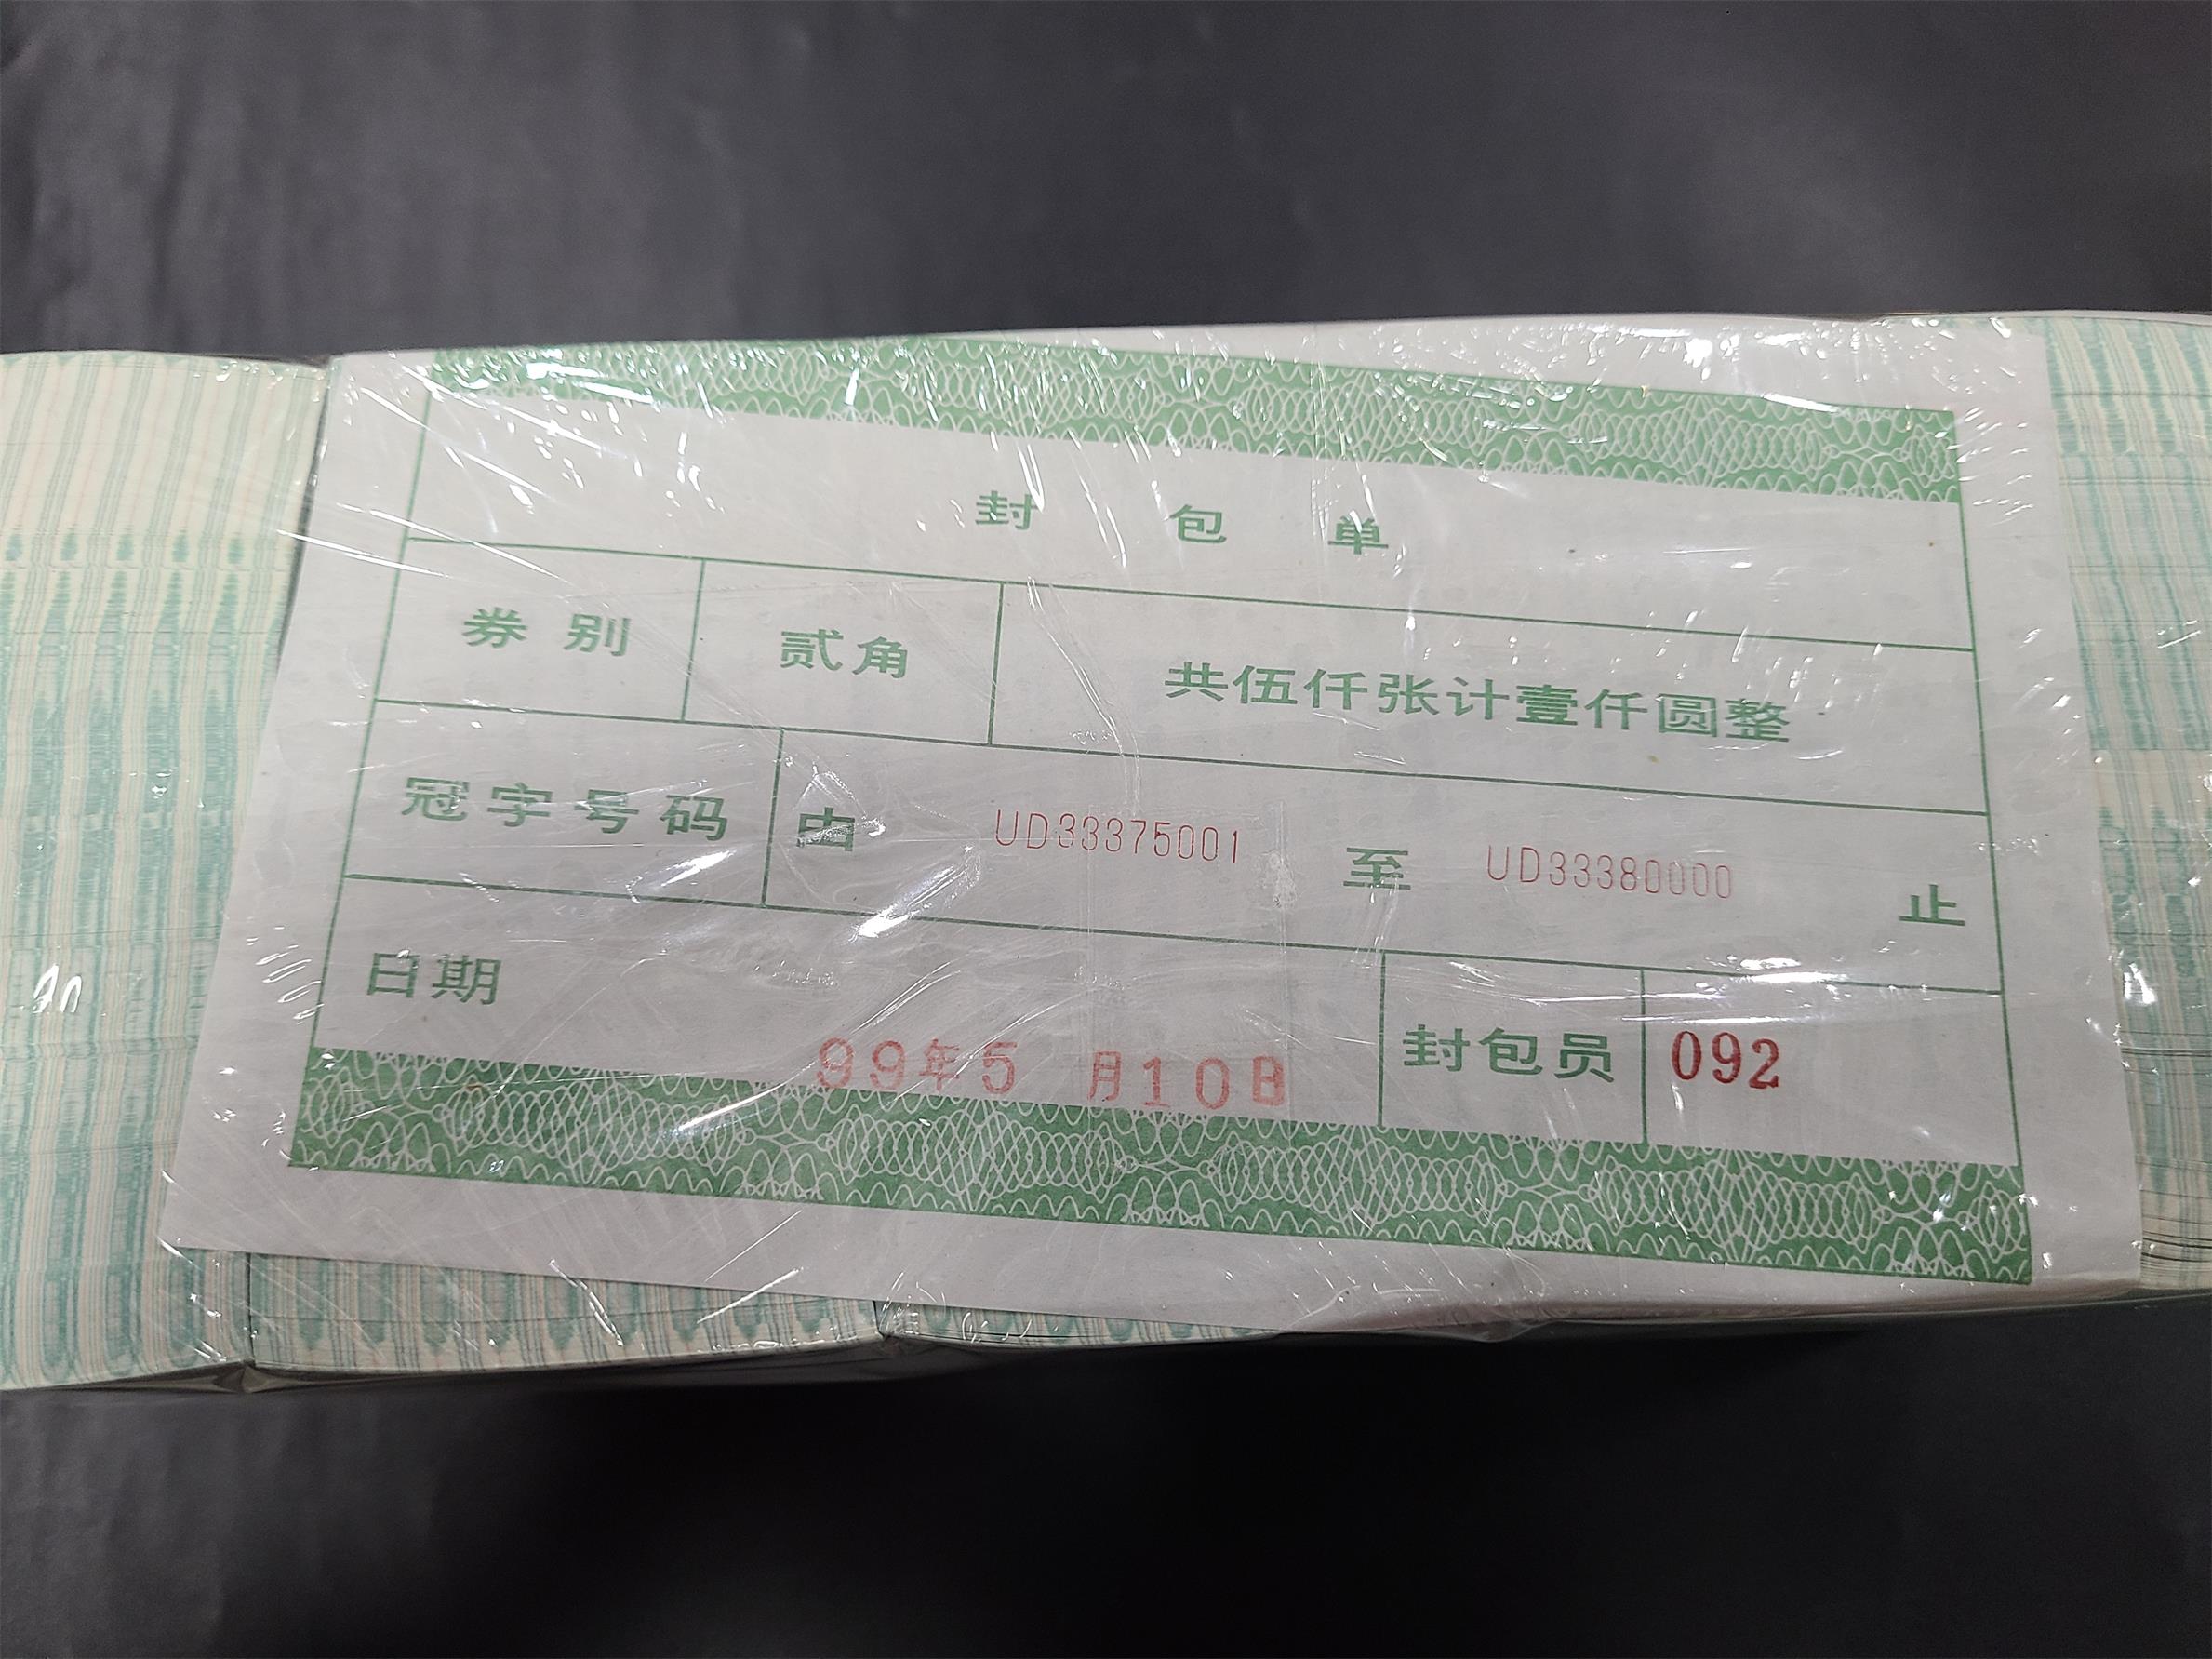 封包单
券别 贰角 共伍仟张计壹仟圆整
冠字号码 由 UD33375001 至 UD33380000 止
日期 99年5月10日 封包员 092